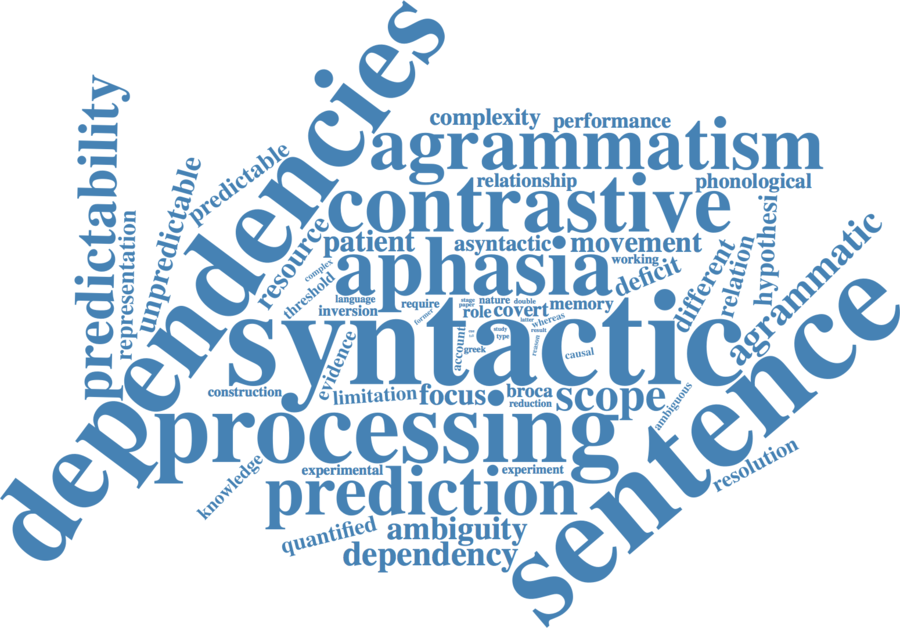 dependencies
complexity
performance
agrammatism
predictability
predictable
relationship
phonological
unpredictable
contrastive
hypothesi
representation
resource
patient
asyntactic
movement
agrammatic
complex
aphasia
working
deficit
different
relation
threshold
language
require
stage
nature
double
memory
paper
inversion
former
role
covert
latter
whereas
syntactic
study
result
type
reason
account
greek
causal
evidence
sentence
construction
limitation
focus
broca
reduction
scope
ambiguous
processing
knowledge
experimental
experiment
resolution
prediction
quantified
ambiguity
dependency